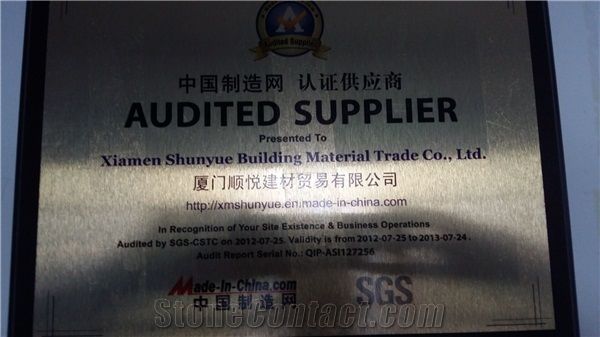 Audited Supplier
中国制造网 认证供应商
AUDITED SUPPLIER
Presented To
Xiamen Shunyue Building Material Trade Co., Ltd.
厦门顺悦建材贸易有限公司
http://xmshunyue.en.made-in-china.com
In Recognition of Your Site Existence & Business Operations
Audited by SGS-CSTC on 2012-07-25. Validity is from 2012-07-25 to 2013-07-24 .
Audit Report Serial No.: QIP-ASI127256
Made-in-China.com
中国制造网
SGS
StoneContact.com